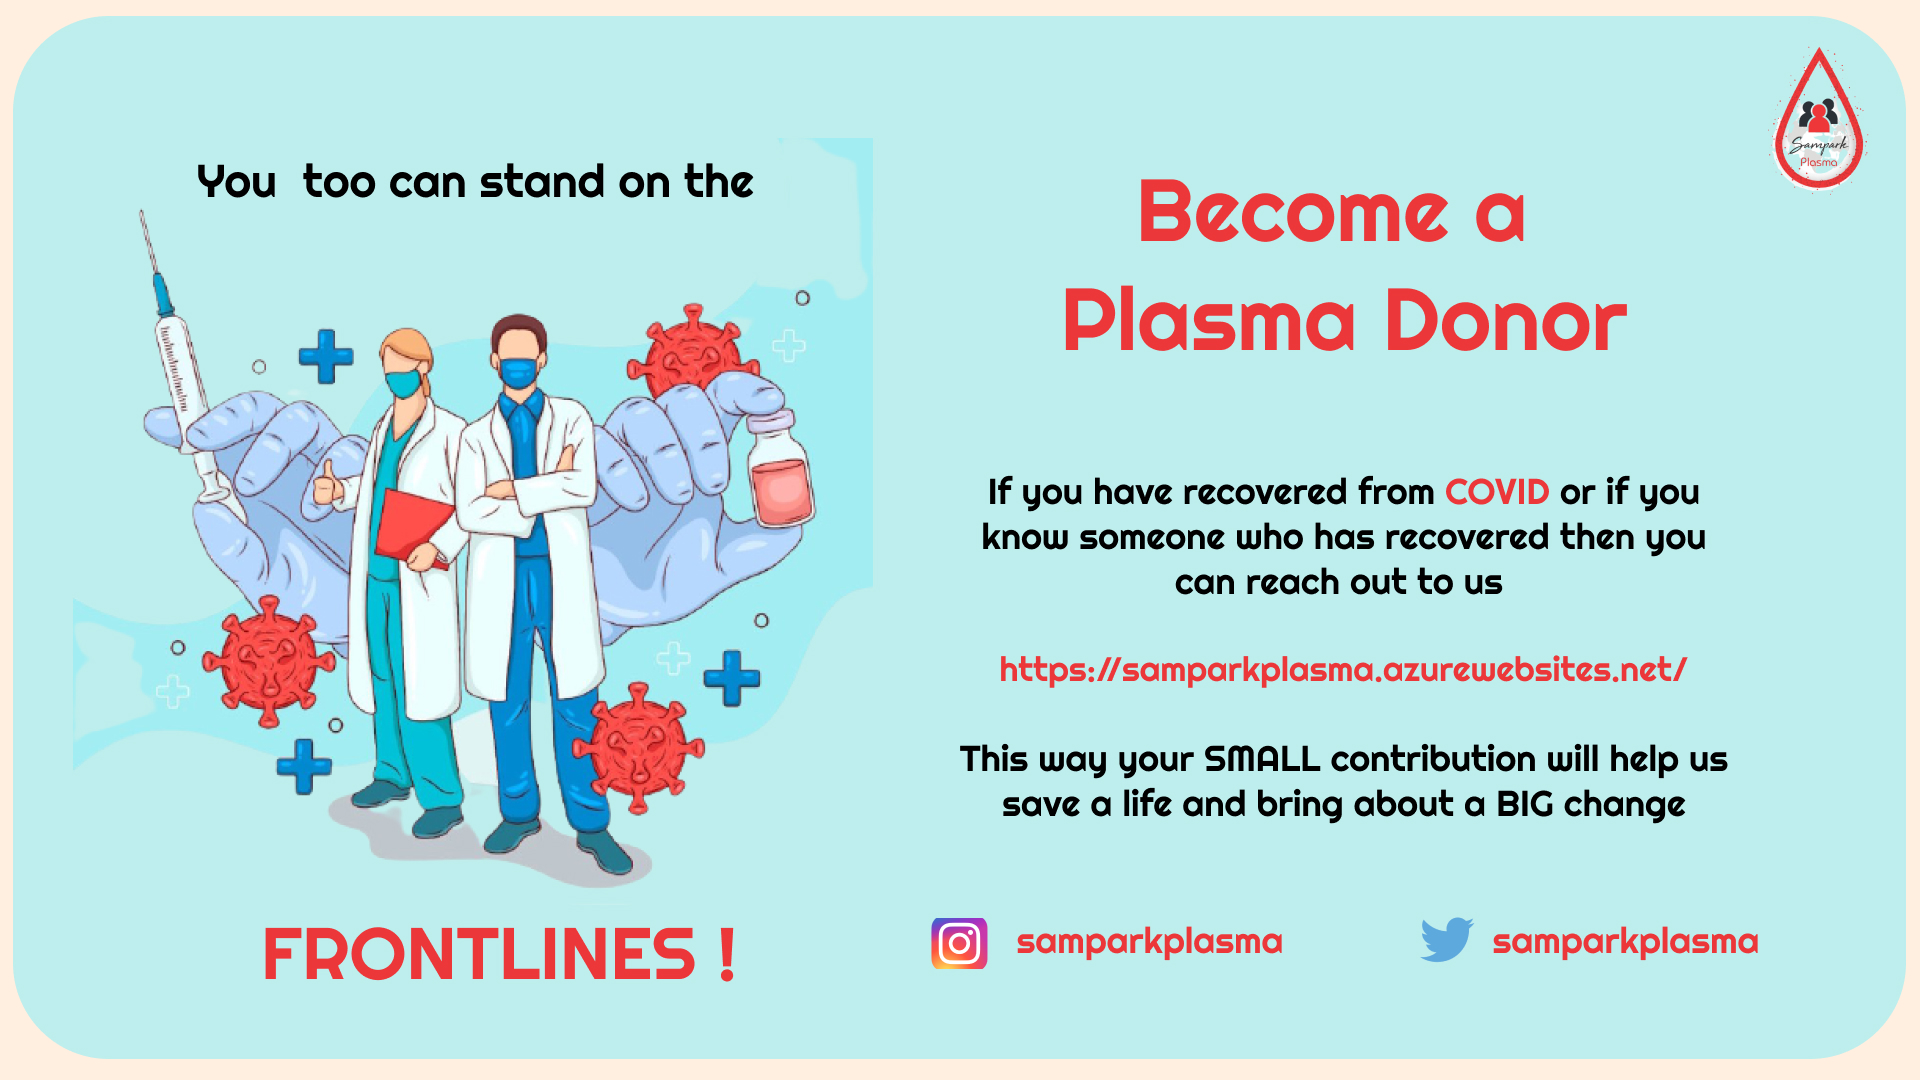 You  too can stand on the
FRONTLINES !
Sampark
Plasma
Become a
Plasma Donor
If you have recovered from COVID or if you
know someone who has recovered then you
can reach out to us
https://samparkplasma.azurewebsites.net/
This way your SMALL contribution will help us
save a life and bring about a BIG change
samparkplasma
samparkplasma